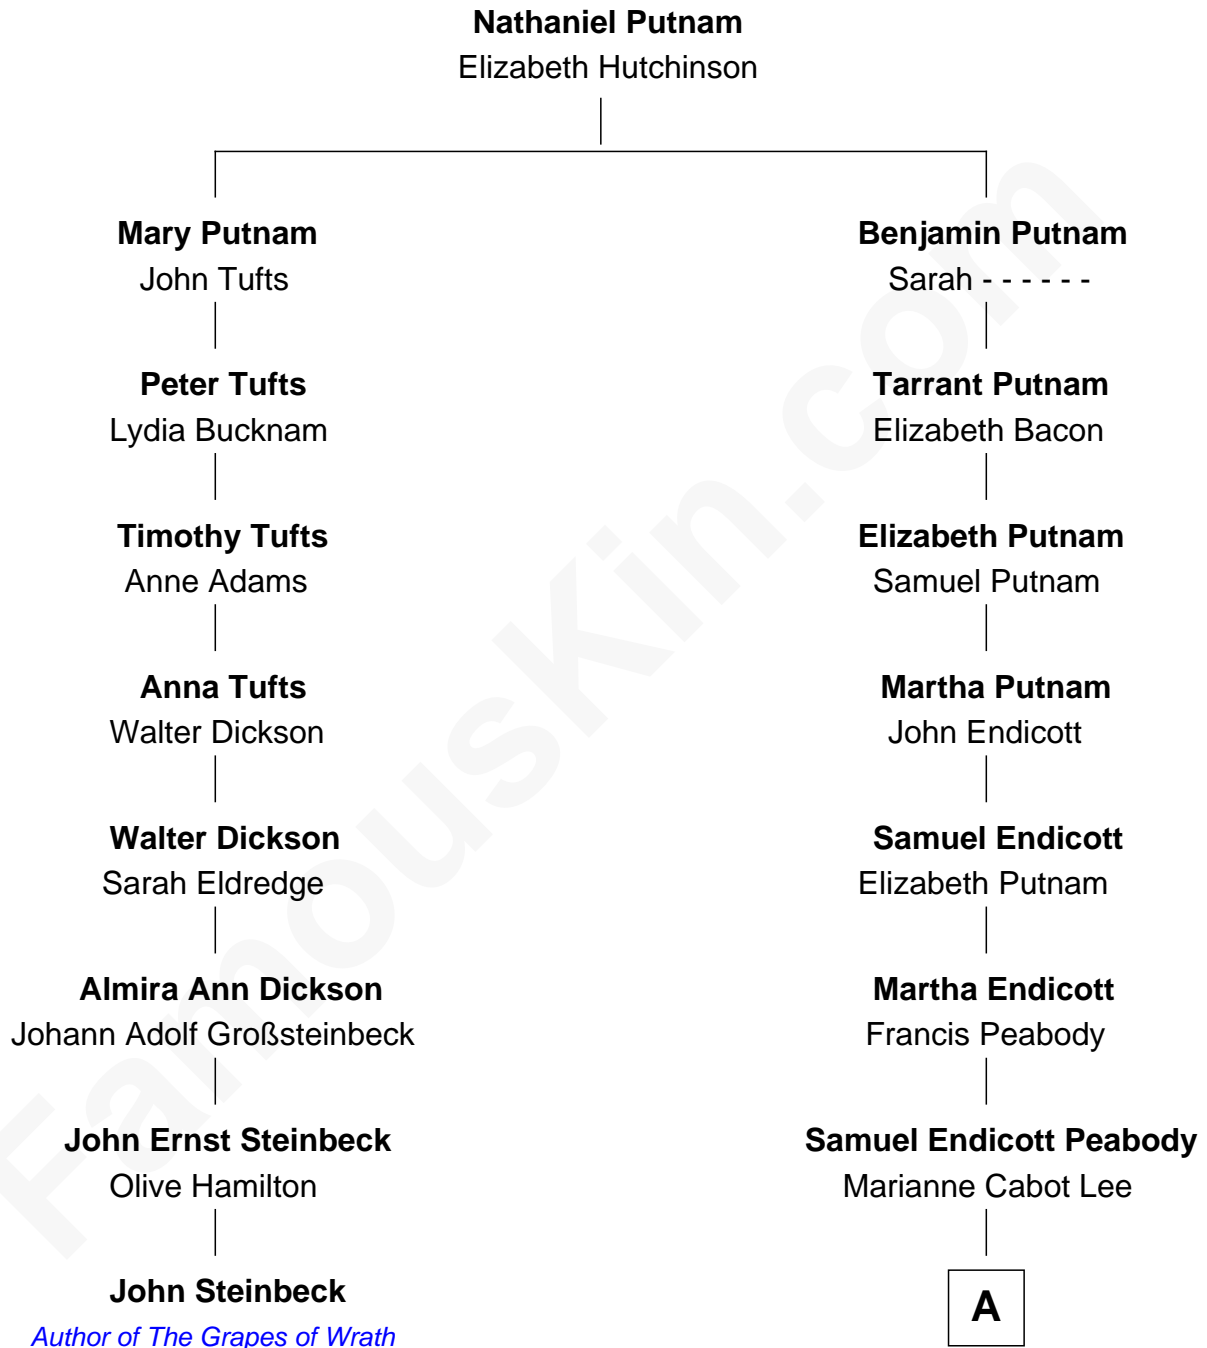 Nathaniel Putnam
Elizabeth Hutchinson
Mary Putnam
John Tufts
Benjamin Putnam
Sarah - - - - - -
Peter Tufts
Lydia Bucknam
Tarrant Putnam
Elizabeth Bacon
Timothy Tufts
Anne Adams
Elizabeth Putnam
Samuel Putnam
Anna Tufts
Walter Dickson
Martha Putnam
John Endicott
Walter Dickson
Sarah Eldredge
Samuel Endicott
Elizabeth Putnam
Almira Ann Dickson
Johann Adolf Großsteinbeck
Martha Endicott
Francis Peabody
John Ernst Steinbeck
Olive Hamilton
Samuel Endicott Peabody
Marianne Cabot Lee
John Steinbeck
Author of The Grapes of Wrath
A
FamousKin.com